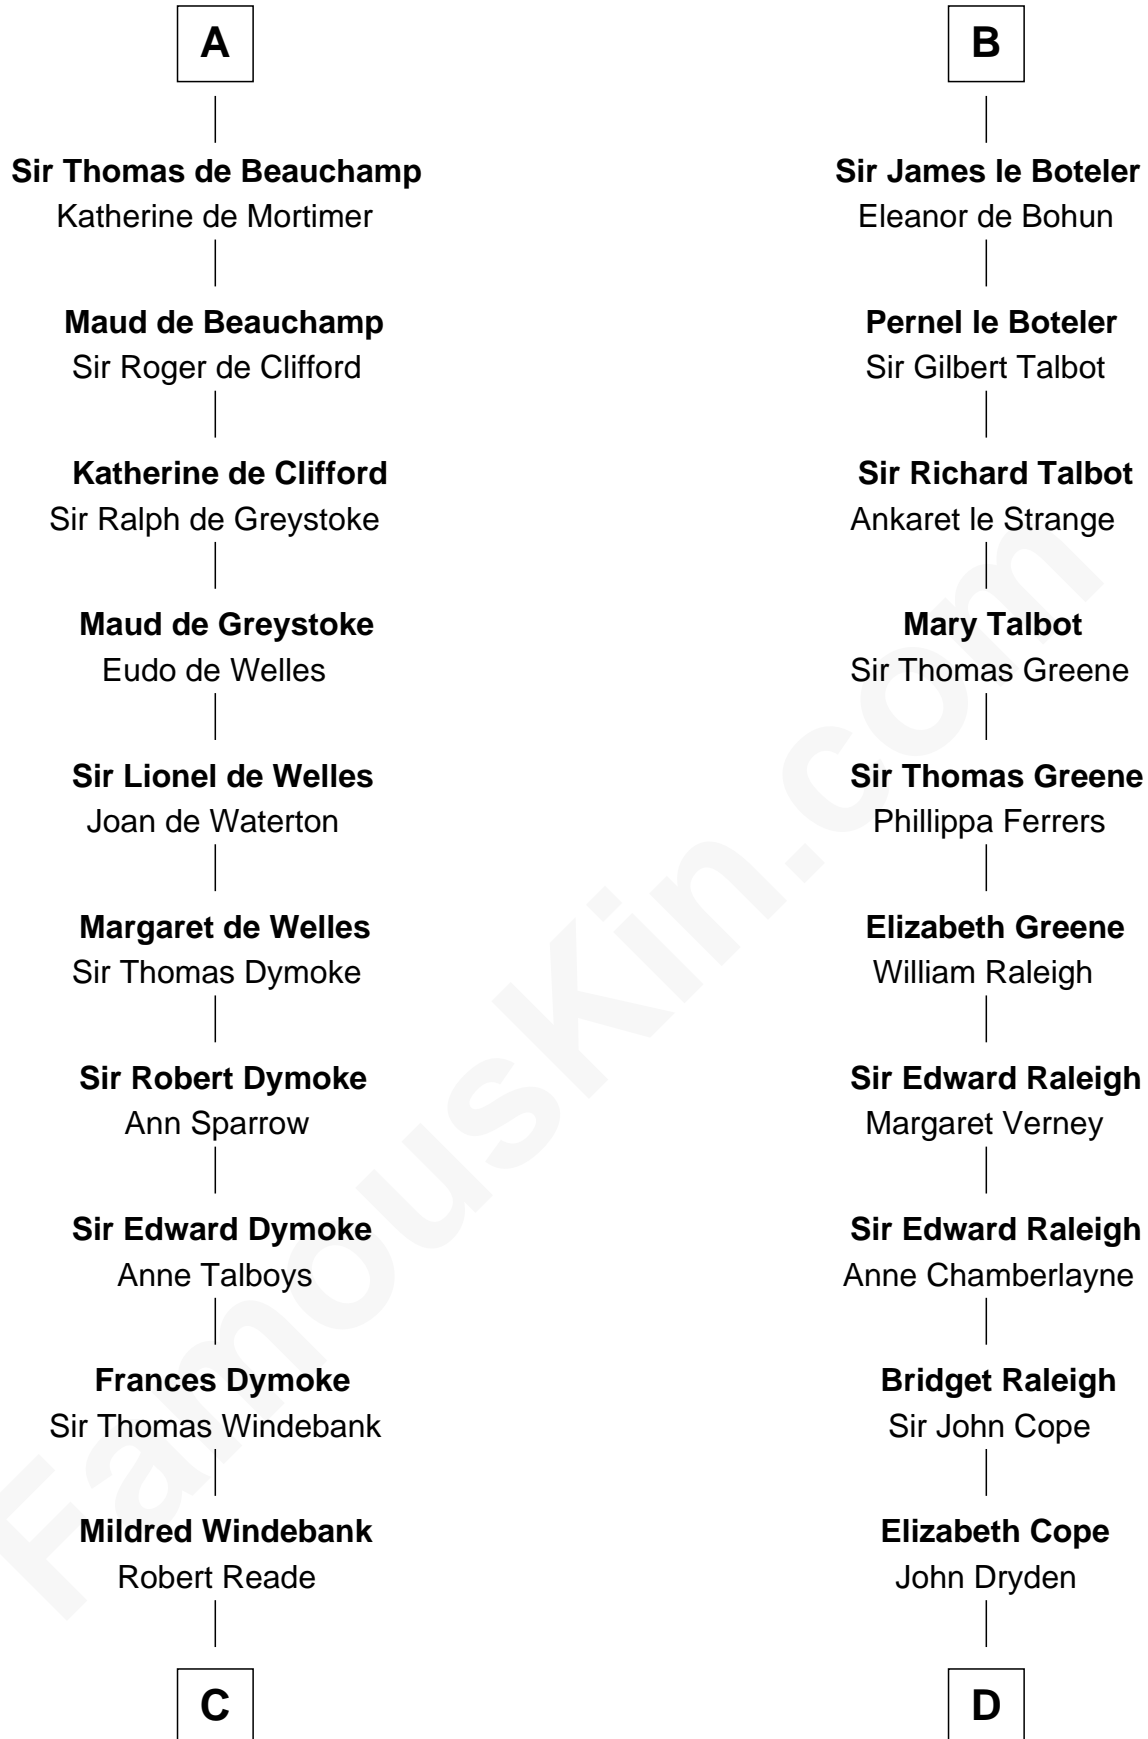 A
Sir Thomas de Beauchamp
Katherine de Mortimer
Maud de Beauchamp
Sir Roger de Clifford
Katherine de Clifford
Sir Ralph de Greystoke
Maud de Greystoke
Eudo de Welles
Sir Lionel de Welles
Joan de Waterton
Margaret de Welles
Sir Thomas Dymoke
Sir Robert Dymoke
Ann Sparrow
Sir Edward Dymoke
Anne Talboys
Frances Dymoke
Sir Thomas Windebank
Mildred Windebank
Robert Reade
C
B
Sir James le Boteler
Eleanor de Bohun
Pernel le Boteler
Sir Gilbert Talbot
Sir Richard Talbot
Ankaret le Strange
Mary Talbot
Sir Thomas Greene
Sir Thomas Greene
Phillippa Ferrers
Elizabeth Greene
William Raleigh
Sir Edward Raleigh
Margaret Verney
Sir Edward Raleigh
Anne Chamberlayne
Bridget Raleigh
Sir John Cope
Elizabeth Cope
John Dryden
D
FamousKin.com